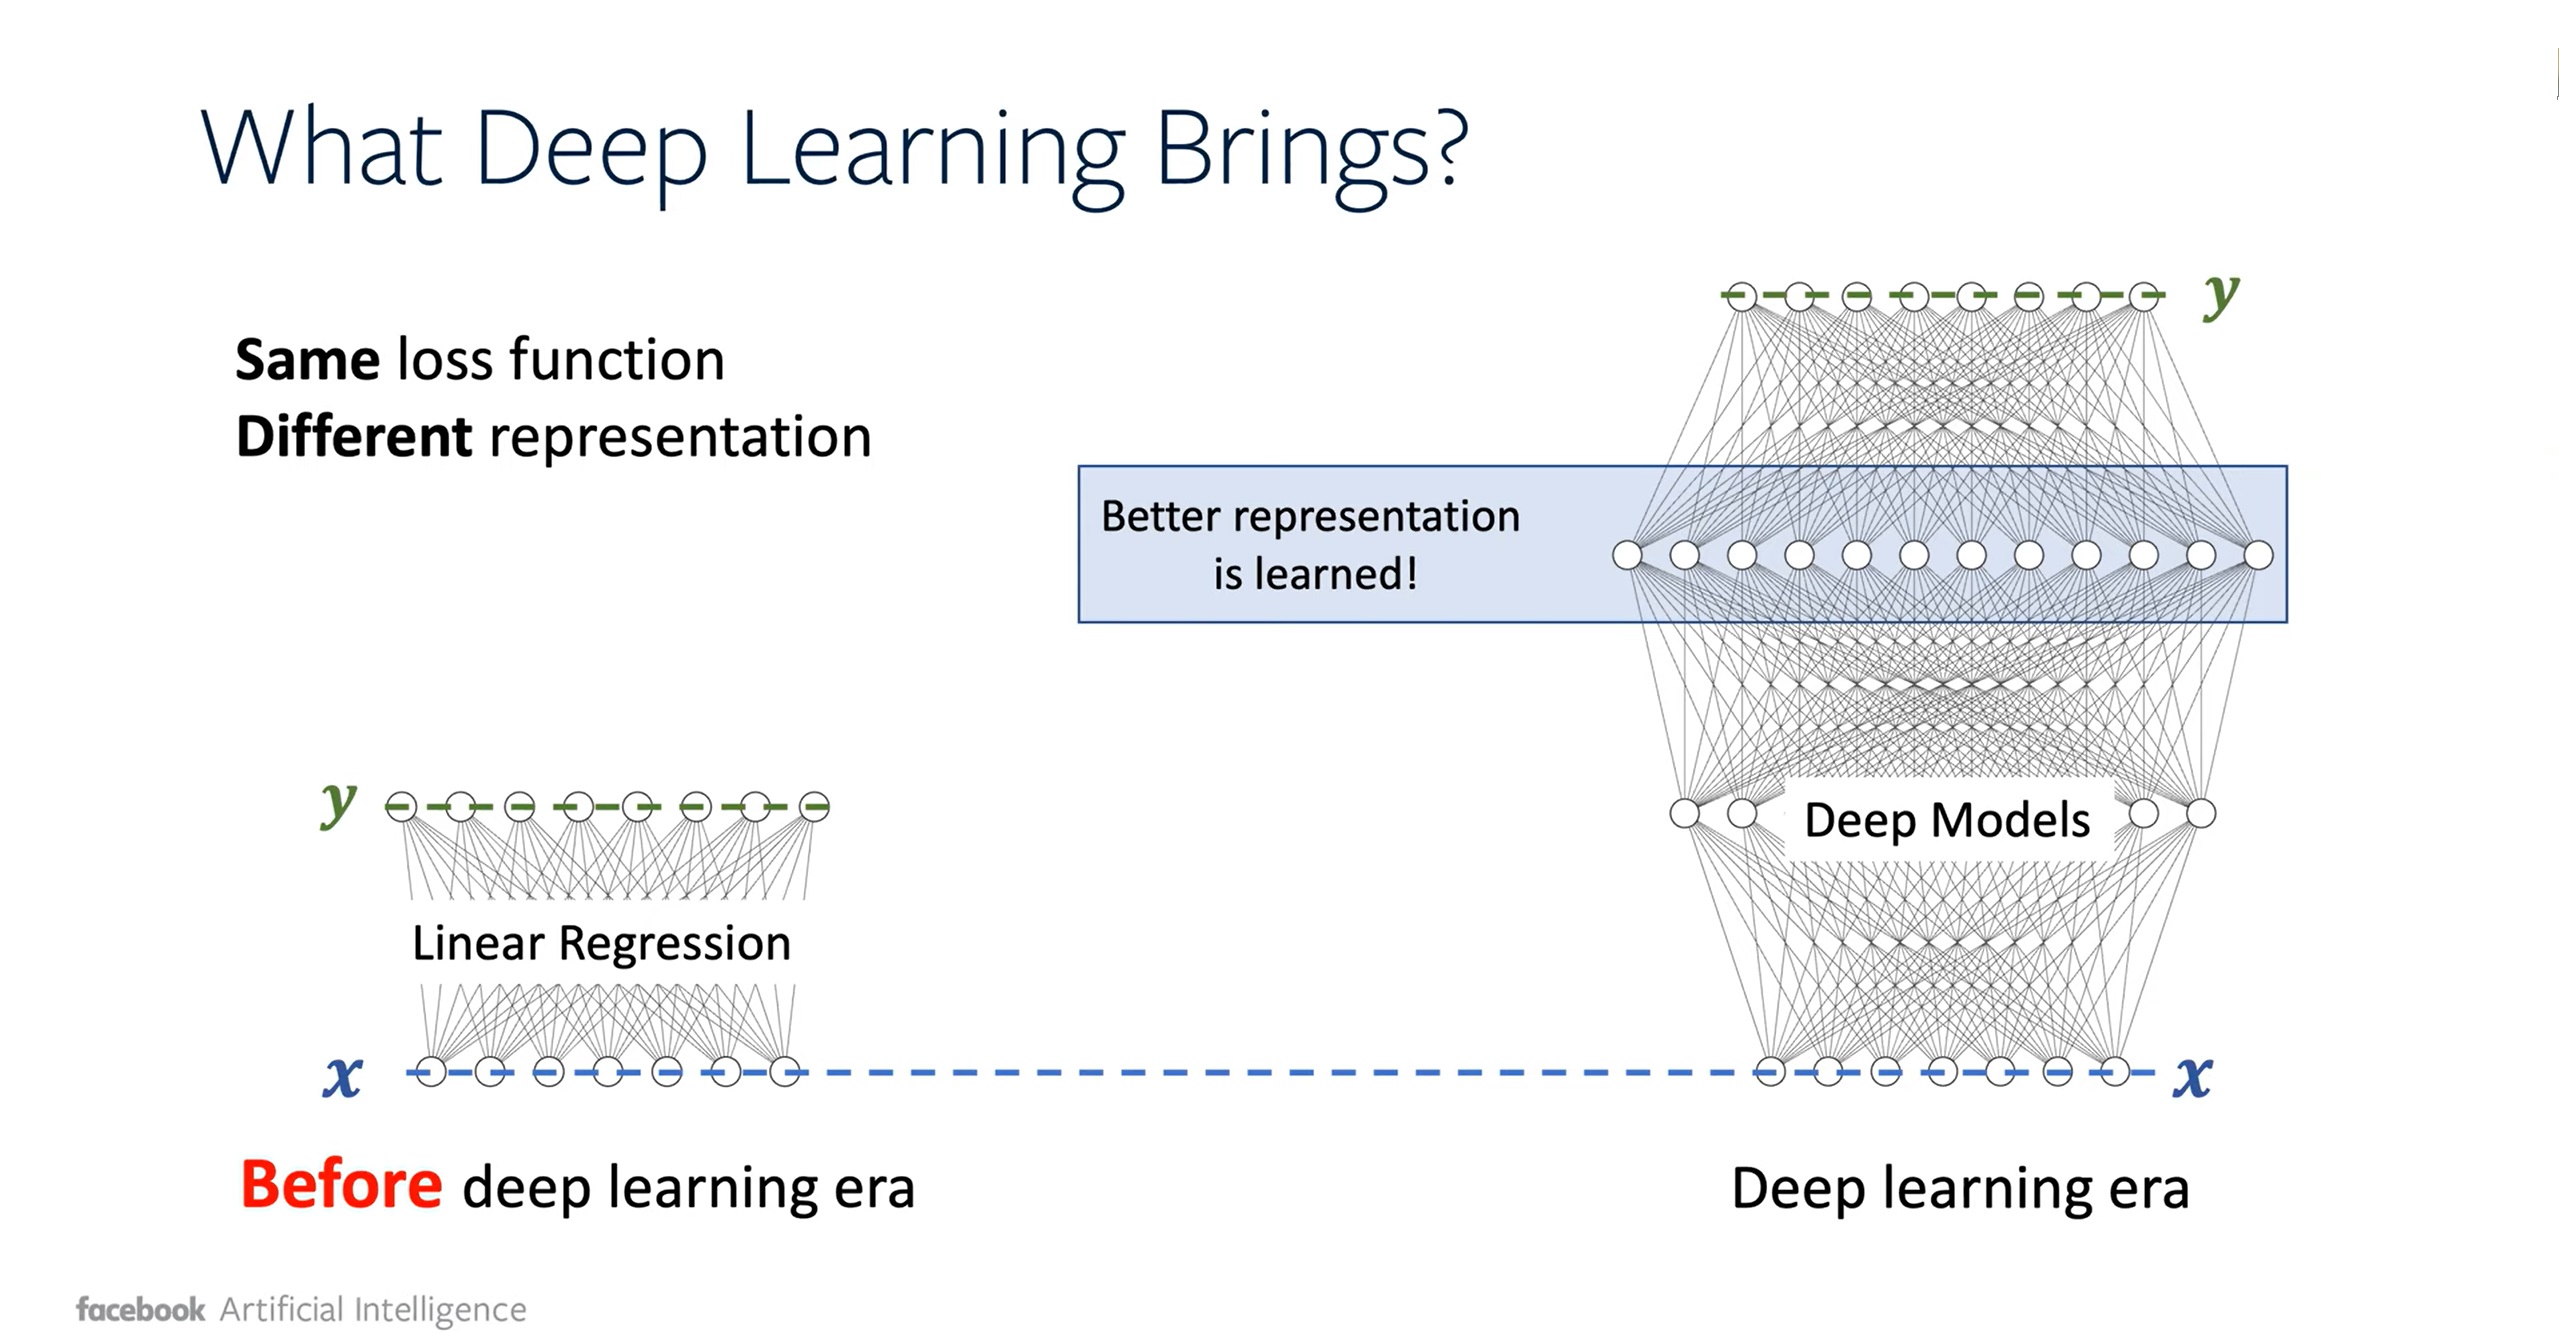 What Deep Learning Brings?
Same loss function
Different representation
y
Better representation
is learned!
y
Deep Models
Linear Regression
x
x
Before deep learning era
Deep learning era
facebook Artificial Intelligence